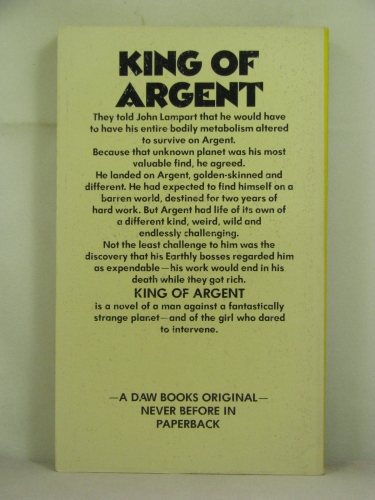 KING OF
ARGENT
They told John Lampart that he would have
to have his entire bodily metabolism altered
to survive on Argent.
Because that unknown planet was his most
valuable find, he agreed.
He landed on Argent, golden-skinned and
different. He had expected to find himself on a
barren world, destined for two years of
hard work. But Argent had life of its own of
a different kind, weird, wild and
endlessly challenging.
Not the least challenge to him was the
discovery that his Earthly bosses regarded him
as expendable—his work would end in his
death while they got rich.
KING OF ARGENT
is a novel of a man against a fantastically
strange planet—and of the girl who dared
to intervene.
—A DAW BOOKS ORIGINAL—
NEVER BEFORE IN
PAPERBACK